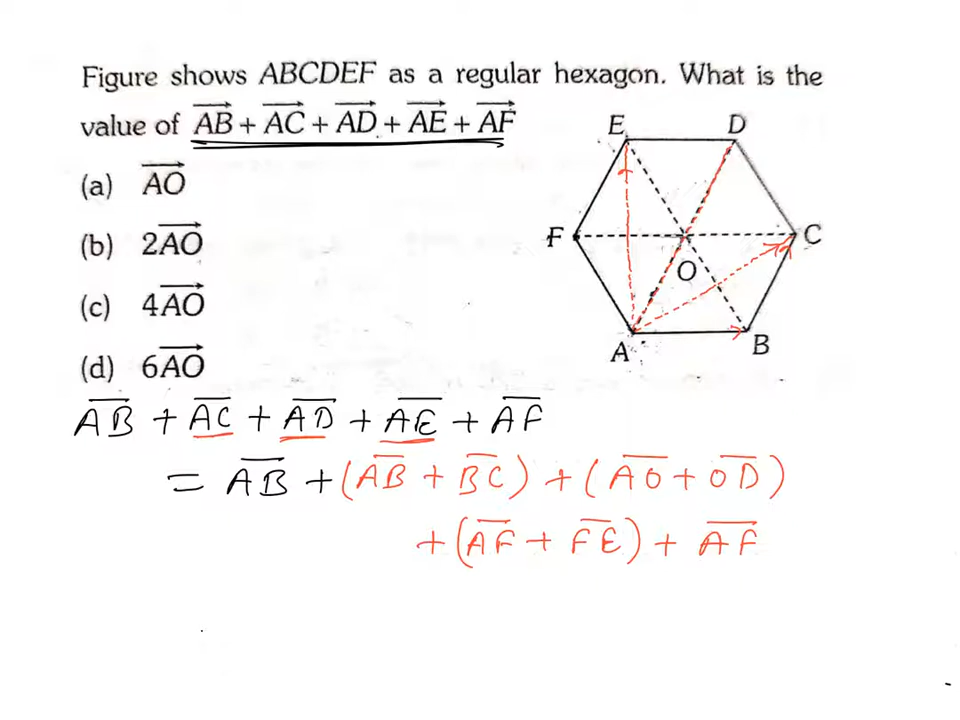 Figure shows ABCDEF as a regular hexagon. What is the
value of AB + AC + AD + AE + AF
(a) AO
(b) 2AO
(c) 4AO
(d) 6AO
E D
F C
O
A B
AB + AC + AD + AE + AF
= AB + (AB + BC) + (AO + OD)
+ (AF + FE) + AF